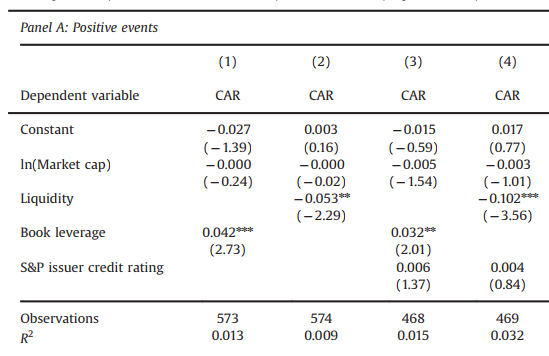 Panel A: Positive events
(1) (2) (3) (4)
Dependent variable CAR CAR CAR CAR
Constant −0.027 0.003 −0.015 0.017
(−1.39) (0.16) (−0.59) (0.77)
ln(Market cap) −0.000 −0.000 −0.005 −0.003
(−0.24) (−0.02) (−1.54) (−1.01)
Liquidity −0.053** −0.102***
(−2.29) (−3.56)
Book leverage 0.042*** 0.032**
(2.73) (2.01)
S&P issuer credit rating 0.006 0.004
(1.37) (0.84)
Observations 573 574 468 469
R² 0.013 0.009 0.015 0.032